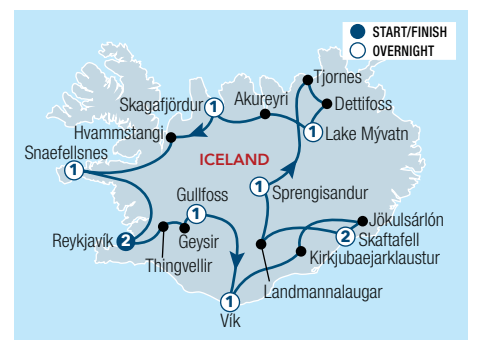 START/FINISH
OVERNIGHT
Tjornes
Skagafjördur
1
Akureyri
Dettifoss
Hvammstangi
1
Lake Mývatn
Snaefellsnes
1
ICELAND
Gullfoss
1
Sprengisandur
1
Jökulsárlón
Reykjavík
2
Geysir
2
Skaftafell
Thingvellir
Kirkjubaejarklaustur
Landmannalaugar
1
Vík